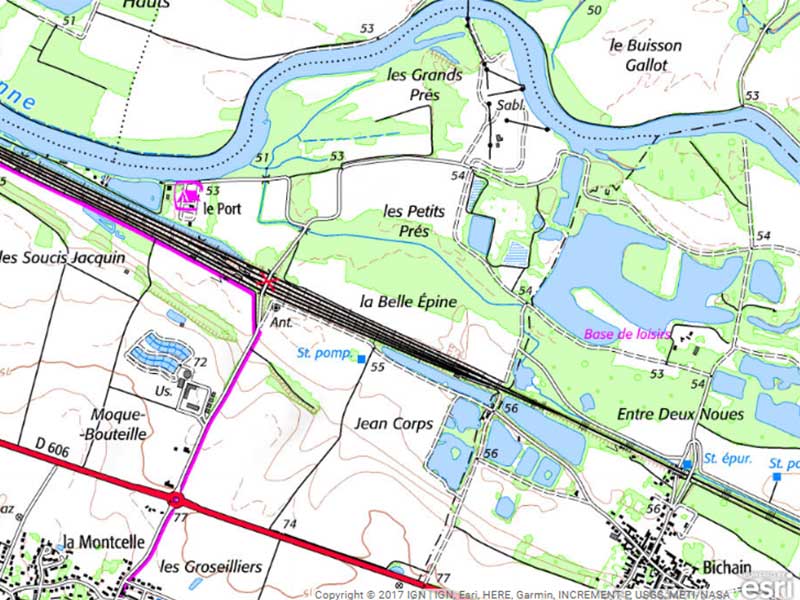 Hauts
51
53
50
le Buisson
Gallot
les Grands
Prés
Sabl.
53
nne
51
53
54
53
le Port
les Petits
Prés
54
les Soucis Jacquin
la Belle Épine
54
Ant.
Base de loisirs
St. pomp.
55
72
Us.
53
54
Moque-
-Bouteille
Jean Corps
56
Entre Deux Noues
D 606
56
St. épur.
77
74
56
la Montcelle
les Groseilliers
77
Bichain
Copyright:© 2017 IGN | IGN, Esri, HERE, Garmin, INCREMENT P, USGS, METI/NASA
POWERED BY
esri